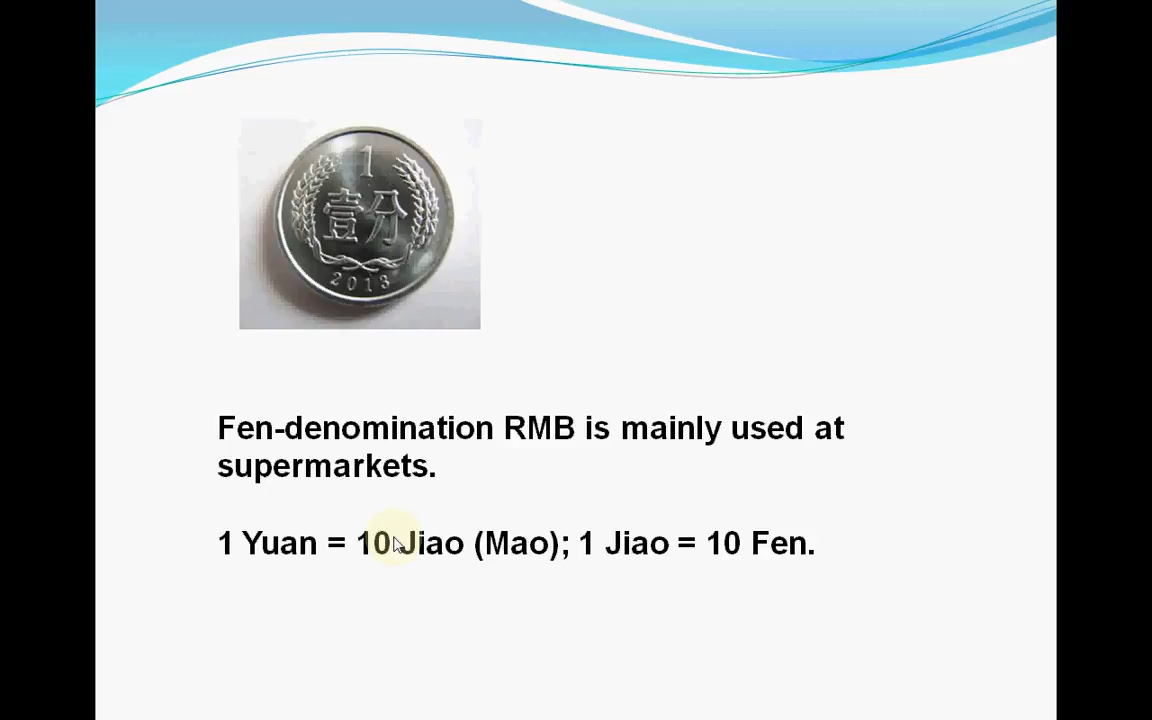 1
壹分
2013
Fen-denomination RMB is mainly used at
supermarkets.
1 Yuan = 10 Jiao (Mao); 1 Jiao = 10 Fen.